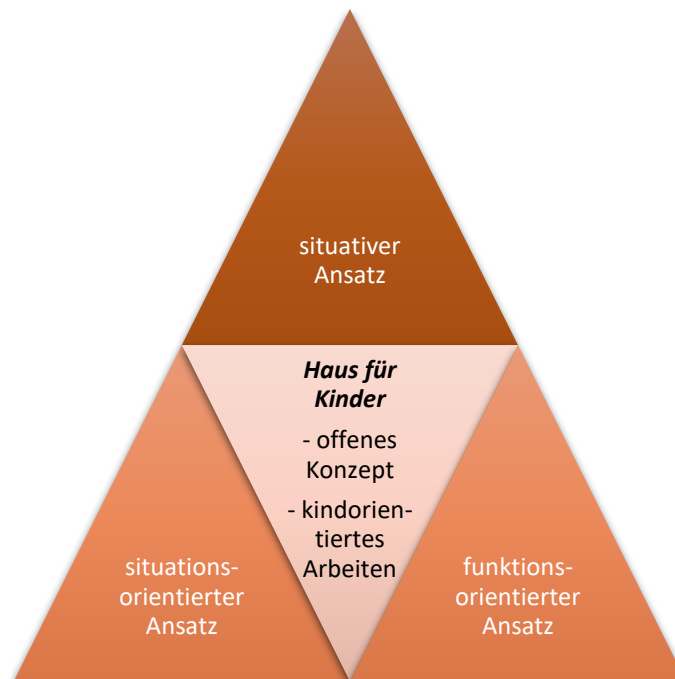 situativer
Ansatz
Haus für
Kinder
- offenes
Konzept
- kindorien-
tiertes
Arbeiten
situations-
orientierter
Ansatz
funktions-
orientierter
Ansatz